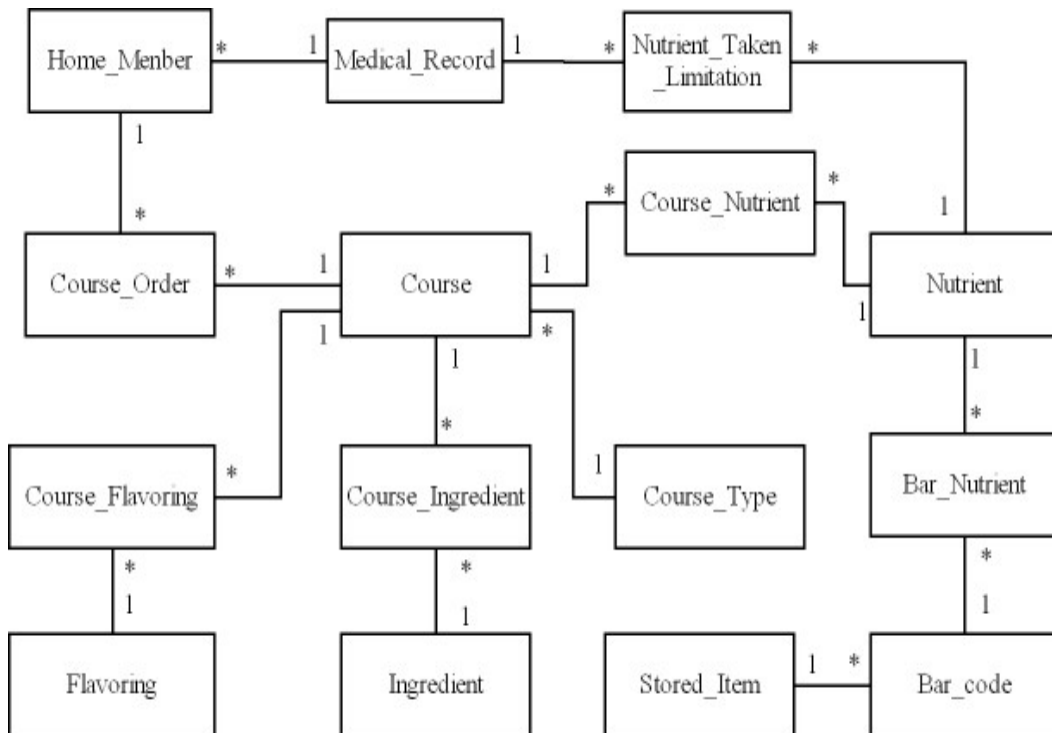 Home_Menber
*
1
Medical_Record
1
*
Nutrient_Taken
_Limitation
*
1
*
*
Course_Nutrient
*
1
Course_Order
*
1
Course
1
1
Nutrient
1
1
*
1
1
*
*
1
*
Course_Flavoring
*
Course_Ingredient
1
Course_Type
Bar_Nutrient
*
*
*
1
1
1
Flavoring
Ingredient
Stored_Item
1
*
Bar_code